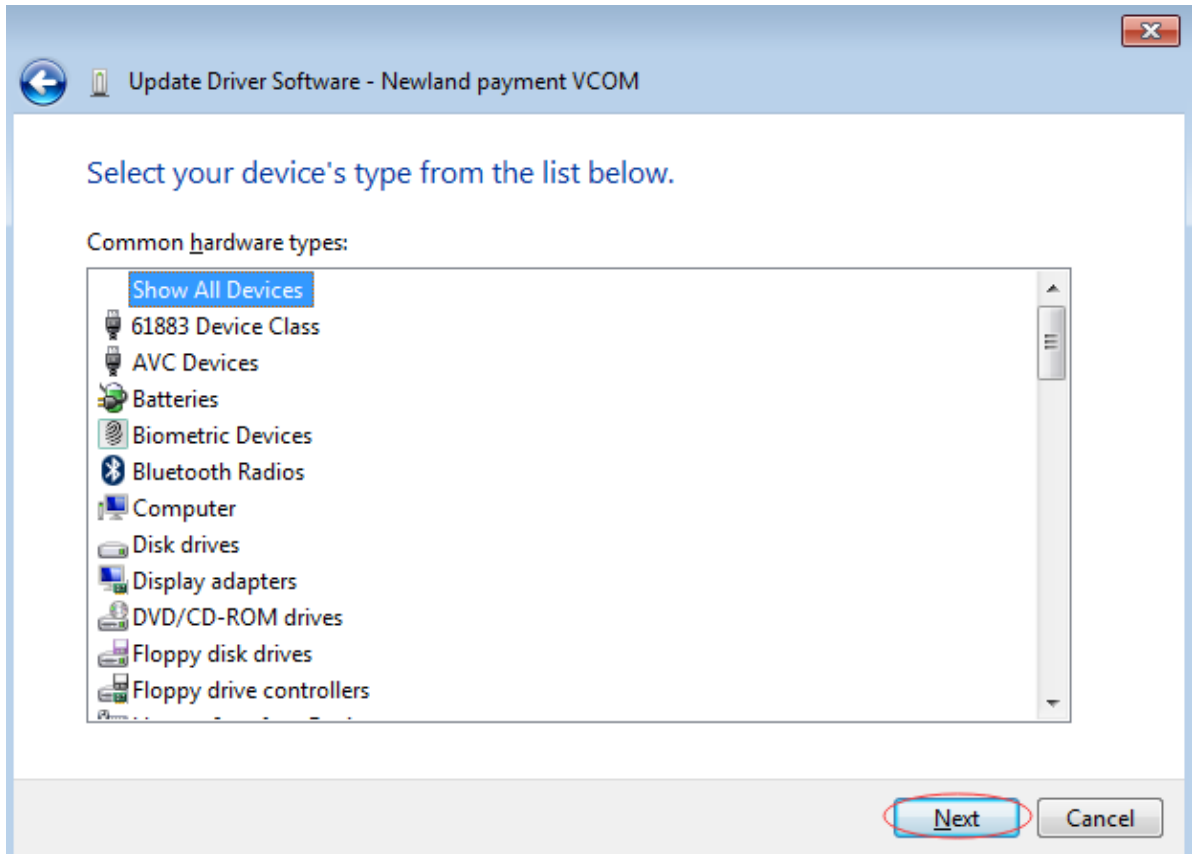 Update Driver Software - Newland payment VCOM
Select your device's type from the list below.
Common hardware types:
Show All Devices
61883 Device Class
AVC Devices
Batteries
Biometric Devices
Bluetooth Radios
Computer
Disk drives
Display adapters
DVD/CD-ROM drives
Floppy disk drives
Floppy drive controllers
Next
Cancel